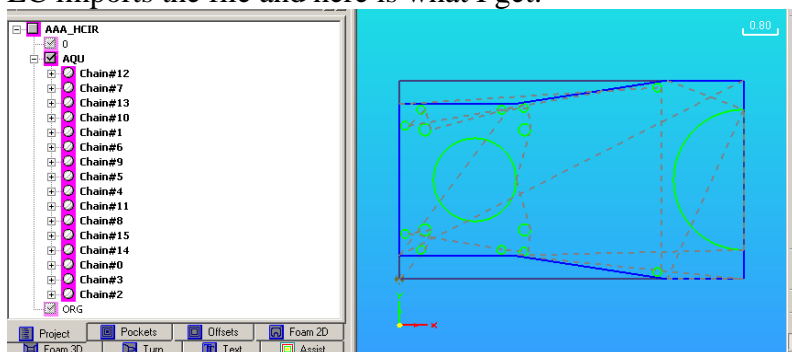 LC imports the file and here is what I get:
AAA_HCIR
0
AQU
Chain#12
Chain#7
Chain#13
Chain#10
Chain#1
Chain#6
Chain#9
Chain#5
Chain#4
Chain#11
Chain#8
Chain#15
Chain#14
Chain#0
Chain#3
Chain#2
ORG
Project Pockets Offsets Foam 2D
Foam 3D Turn Text Assist
0.80
x